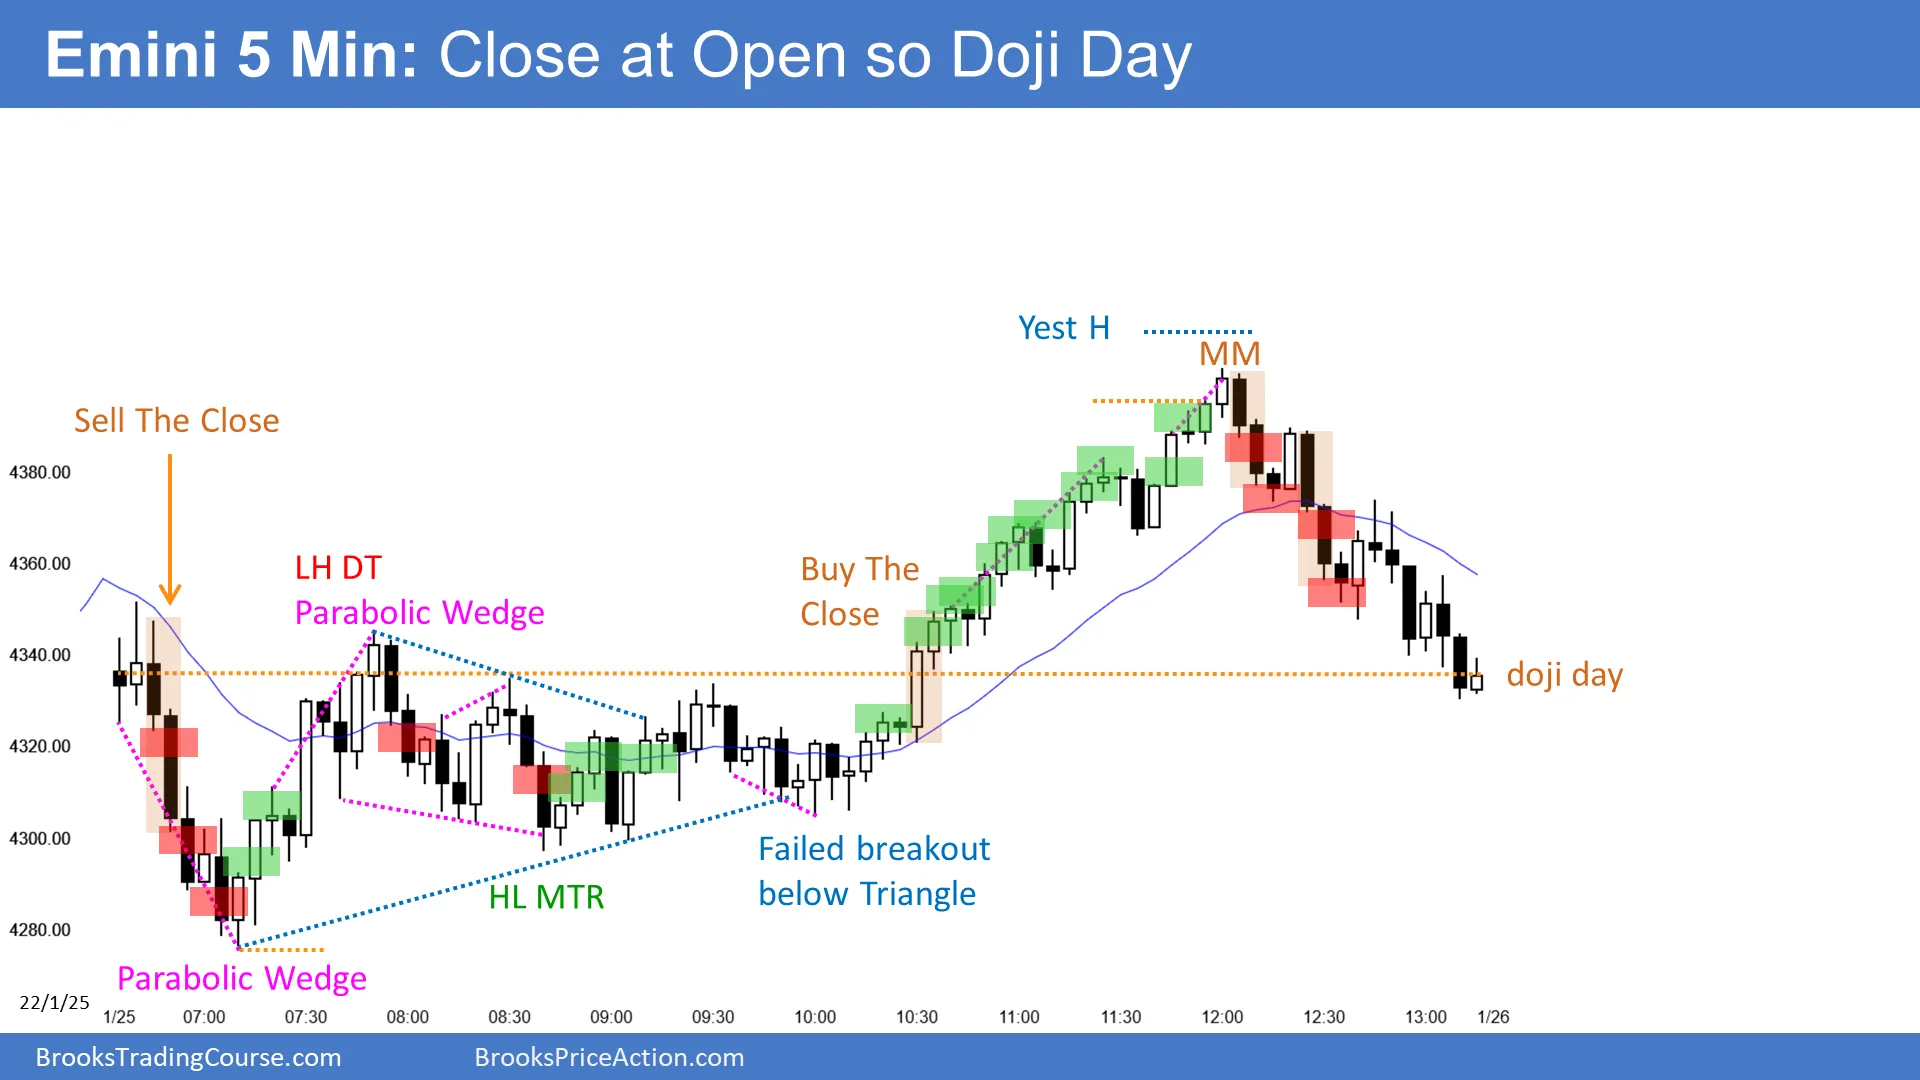 Emini 5 Min: Close at Open so Doji Day
Yest H
MM
Sell The Close
4380.00
4360.00
LH DT
Parabolic Wedge
Buy The
Close
4340.00
doji day
4320.00
4300.00
Failed breakout
below Triangle
HL MTR
4280.00
Parabolic Wedge
22/1/25
1/25 07:00 07:30 08:00 08:30 09:00 09:30 10:00 10:30 11:00 11:30 12:00 12:30 13:00 1/26
BrooksTradingCourse.com BrooksPriceAction.com